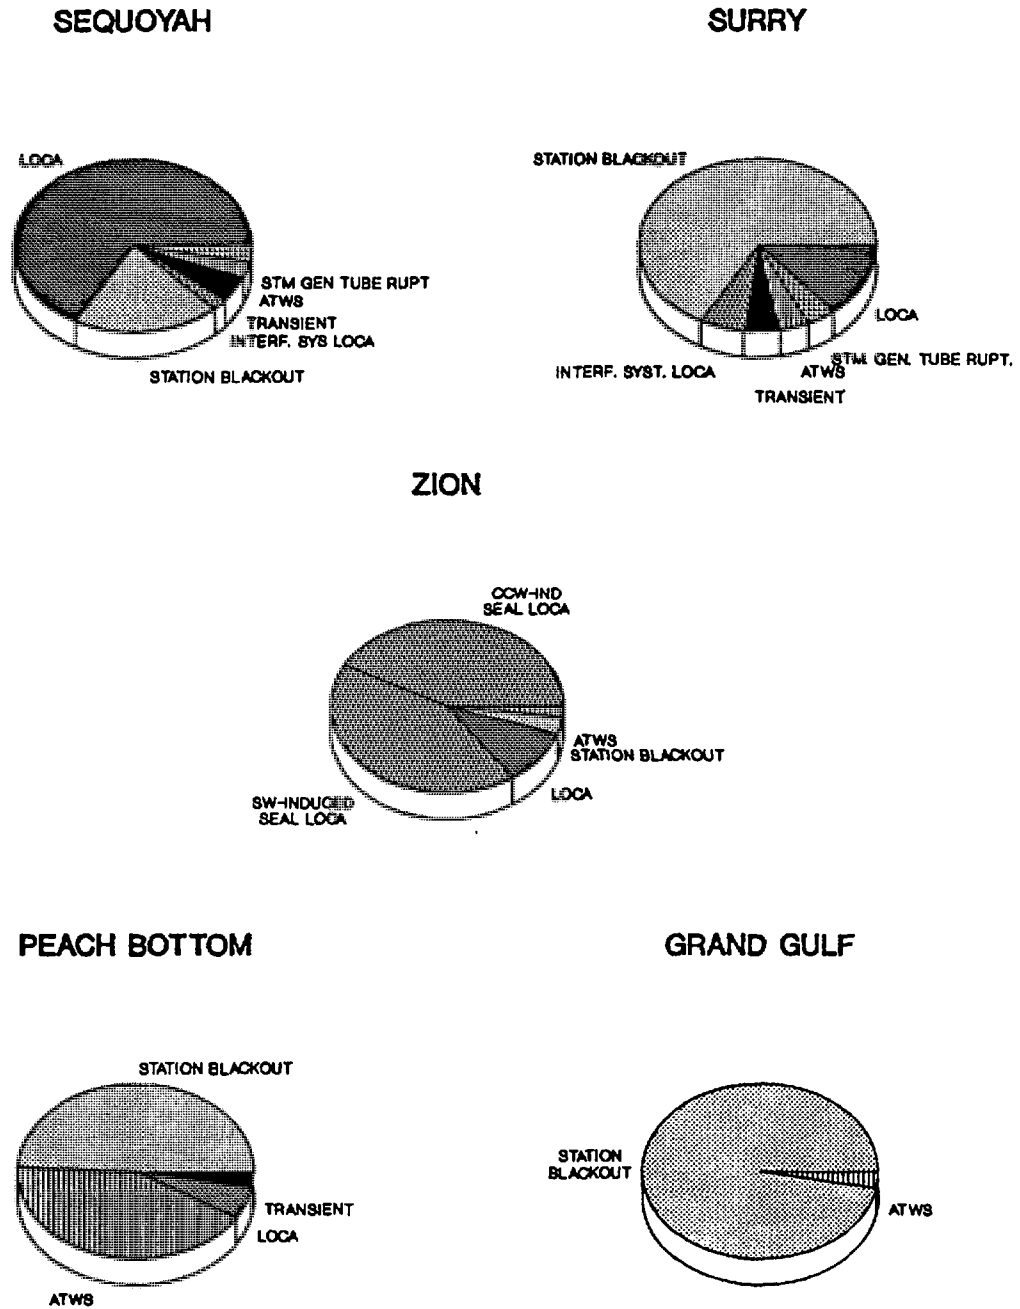 SEQUOYAH
SURRY
LOCA
STM GEN TUBE RUPT
ATWS
TRANSIENT
INTERF. SYS LOCA
STATION BLACKOUT
STATION BLACKOUT
LOCA
STM GEN. TUBE RUPT.
ATWS
INTERF. SYST. LOCA
TRANSIENT
ZION
CCW-IND
SEAL LOCA
ATWS
STATION BLACKOUT
LOCA
SW-INDUCED
SEAL LOCA
PEACH BOTTOM
GRAND GULF
STATION BLACKOUT
TRANSIENT
LOCA
ATWS
STATION
BLACKOUT
ATWS